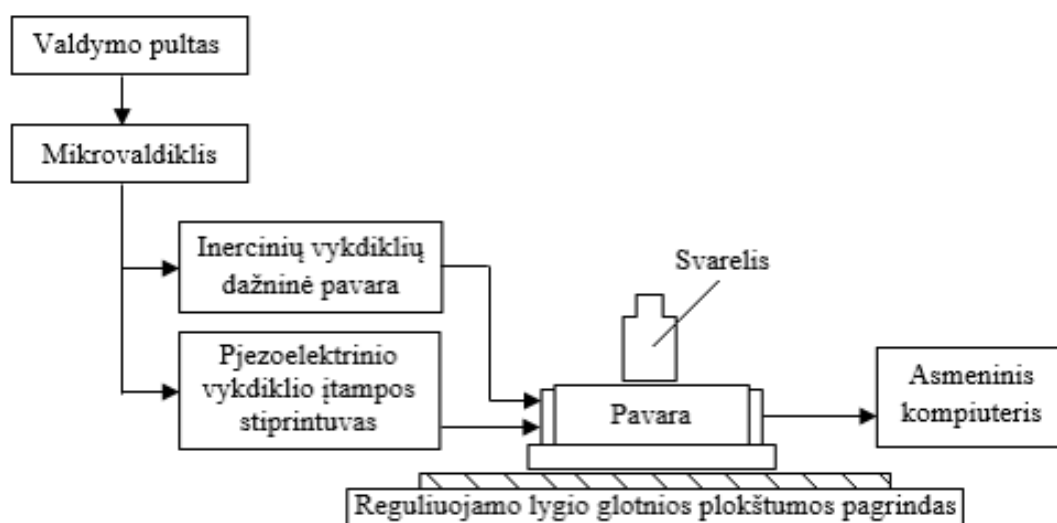 Valdymo pultas
Mikrovaldiklis
Inercinių vykdiklių
dažninė pavara
Pjezoelektrinio
vykdiklio įtampos
stiprintuvas
Svarelis
Pavara
Asmeninis
kompiuteris
Reguliuojamo lygio glotnios plokštumos pagrindas